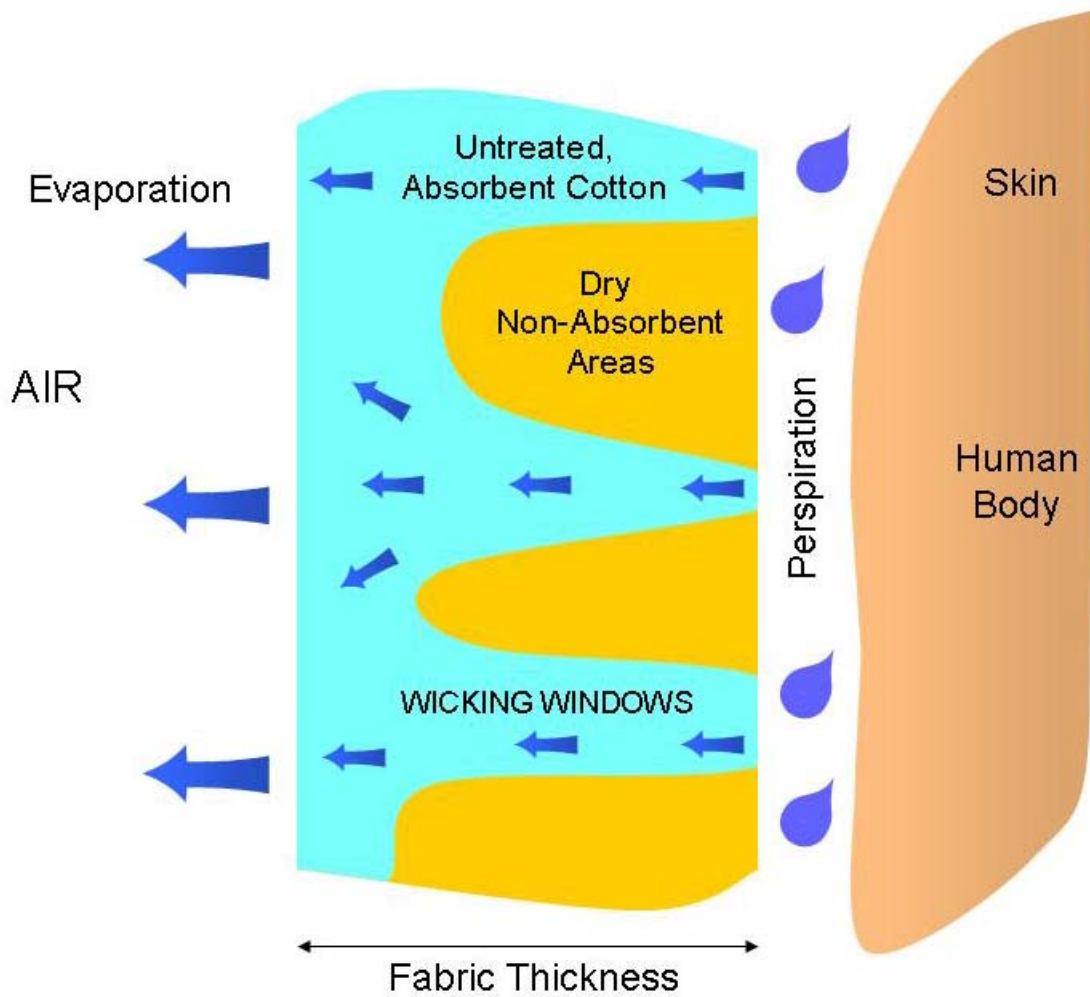 Untreated,
Absorbent Cotton
Evaporation
Skin
Dry
Non-Absorbent
Areas
AIR
Perspiration
Human
Body
WICKING WINDOWS
Fabric Thickness